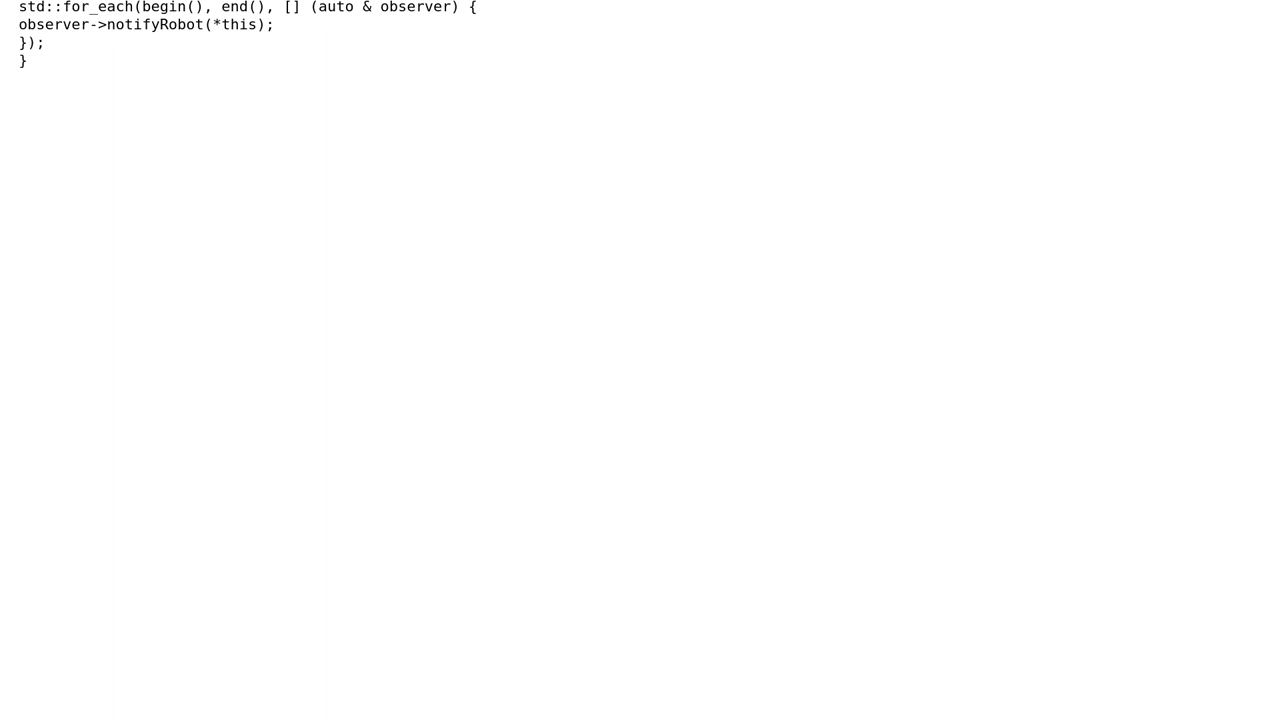 std::for_each(begin(), end(), [] (auto & observer) {
observer->notifyRobot(*this);
});
}